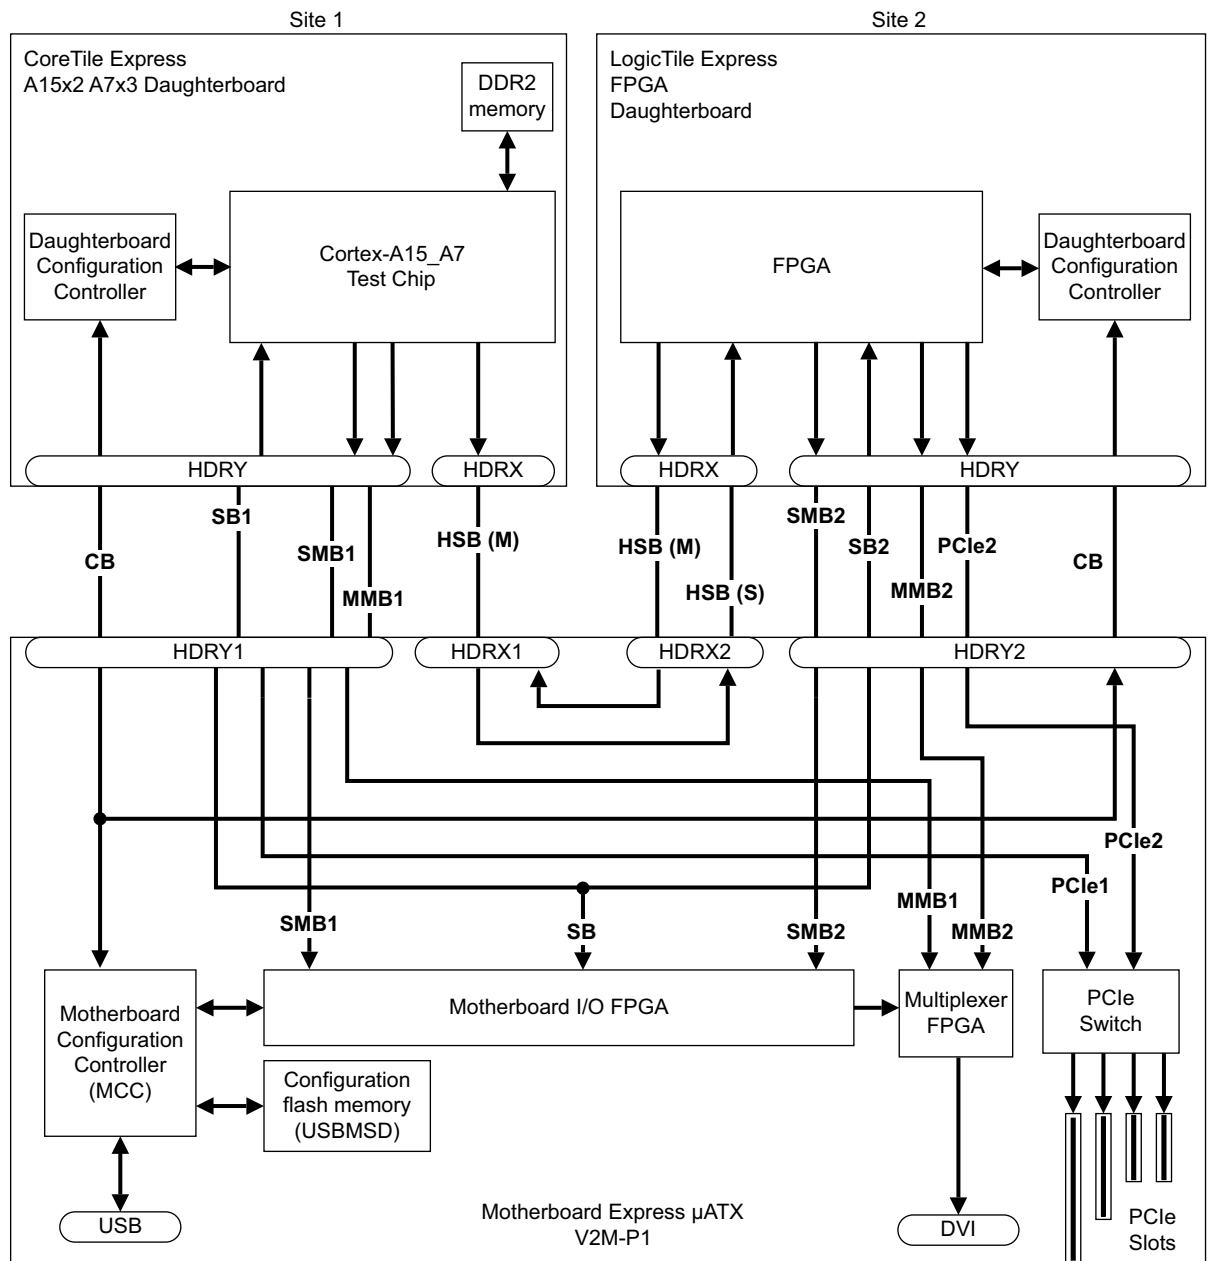 Site 1
Site 2
CoreTile Express
A15x2 A7x3 Daughterboard
DDR2
memory
LogicTile Express
FPGA
Daughterboard
Daughterboard
Configuration
Controller
Cortex-A15_A7
Test Chip
FPGA
Daughterboard
Configuration
Controller
HDRY
HDRX
HDRX
HDRY
SB1
SMB1
HSB (M)
HSB (M)
SMB2
SB2
PCIe2
CB
CB
MMB1
HSB (S)
MMB2
HDRY1
HDRX1
HDRX2
HDRY2
PCIe2
PCIe1
MMB1
SMB1
SB
SMB2
MMB2
Motherboard
Configuration
Controller
(MCC)
Motherboard I/O FPGA
Multiplexer
FPGA
PCIe
Switch
Configuration
flash memory
(USBMSD)
USB
Motherboard Express µATX
V2M-P1
DVI
PCIe
Slots